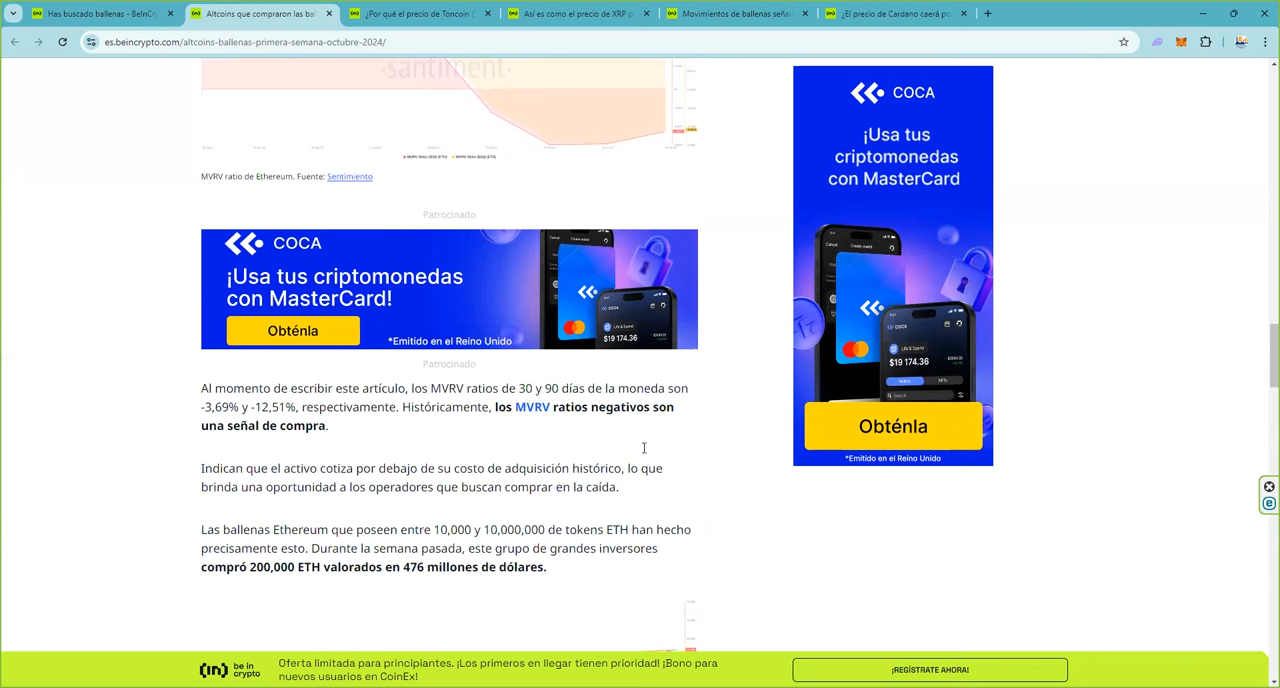 Has buscado ballenas - BeInCr
Altcoins que compraron las bal
¿Por qué el precio de Toncoin (
Así es como el precio de XRP p
Movimientos de ballenas señal
¿El precio de Cardano caerá po
es.beincrypto.com/altcoins-ballenas-primera-semana-octubre-2024/
·santiment·
MVRV ratio de Ethereum. Fuente: Sentimiento
Patrocinado
COCA
¡Usa tus criptomonedas
con MasterCard!
Obténla
*Emitido en el Reino Unido
$19 174.36
Patrocinado
Al momento de escribir este artículo, los MVRV ratios de 30 y 90 días de la moneda son
-3,69% y -12,51%, respectivamente. Históricamente, los MVRV ratios negativos son
una señal de compra.
Indican que el activo cotiza por debajo de su costo de adquisición histórico, lo que
brinda una oportunidad a los operadores que buscan comprar en la caída.
Las ballenas Ethereum que poseen entre 10,000 y 10,000,000 de tokens ETH han hecho
precisamente esto. Durante la semana pasada, este grupo de grandes inversores
compró 200,000 ETH valorados en 476 millones de dólares.
COCA
¡Usa tus
criptomonedas
con MasterCard
COCA
Life & Spend
$19 174.36
Obténla
*Emitido en el Reino Unido
be in
crypto
Oferta limitada para principiantes. ¡Los primeros en llegar tienen prioridad! ¡Bono para
nuevos usuarios en CoinEx!
¡REGÍSTRATE AHORA!